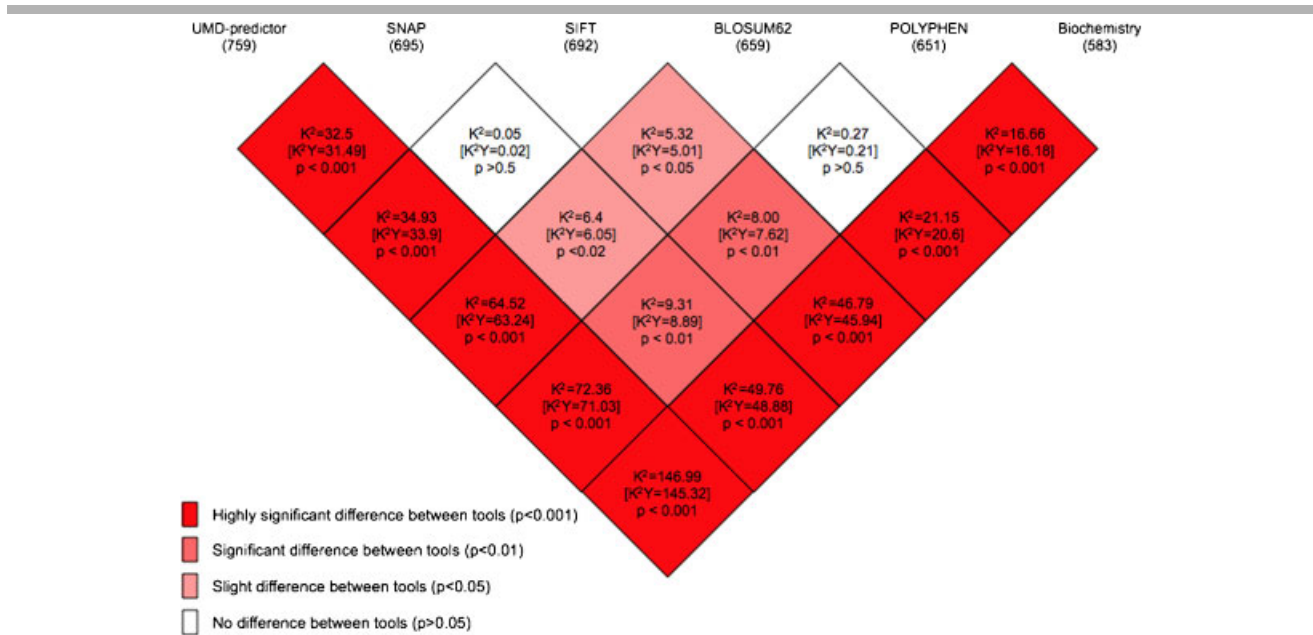 UMD-predictor SNAP SIFT BLOSUM62 POLYPHEN Biochemistry
(759) (695) (692) (659) (651) (583)
K²=32.5 K²=0.05 K²=5.32 K²=0.27 K²=16.66
[K²Y=31.49] [K²Y=0.02] [K²Y=5.01] [K²Y=0.21] [K²Y=16.18]
p < 0.001 p >0.5 p < 0.05 p >0.5 p < 0.001
K²=34.93 K²=6.4 K²=8.00 K²=21.15
[K²Y=33.9] [K²Y=6.05] [K²Y=7.62] [K²Y=20.6]
p < 0.001 p <0.02 p < 0.01 p < 0.001
K²=64.52 K²=9.31 K²=46.79
[K²Y=63.24] [K²Y=8.89] [K²Y=45.94]
p < 0.001 p < 0.01 p < 0.001
K²=72.36 K²=49.76
[K²Y=71.03] [K²Y=48.88]
p < 0.001 p < 0.001
K²=146.99
[K²Y=145.32]
p < 0.001
Highly significant difference between tools (p<0.001)
Significant difference between tools (p<0.01)
Slight difference between tools (p<0.05)
No difference between tools (p>0.05)